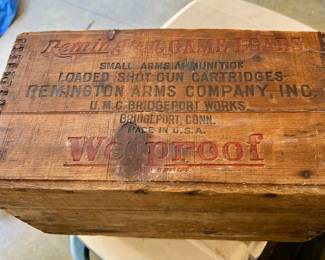 Remington GAME LOADS
SMALL ARMS AMMUNITION
LOADED SHOT GUN CARTRIDGES
REMINGTON ARMS COMPANY, INC.
U.M.C. BRIDGEPORT WORKS,
BRIDGEPORT, CONN.
MADE IN U.S.A.
Wetproof